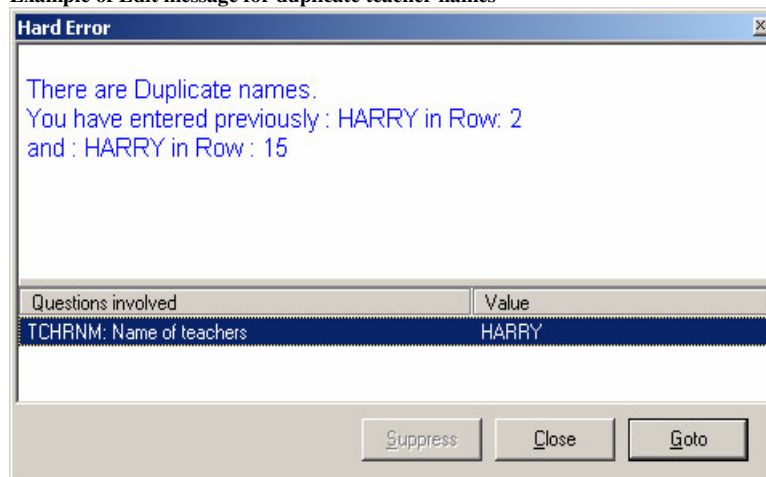 Example of Edit message for duplicate teacher names
Hard Error
There are Duplicate names.
You have entered previously : HARRY in Row: 2
and : HARRY in Row : 15
Questions involved Value
TCHRNM: Name of teachers HARRY
Suppress Close Goto